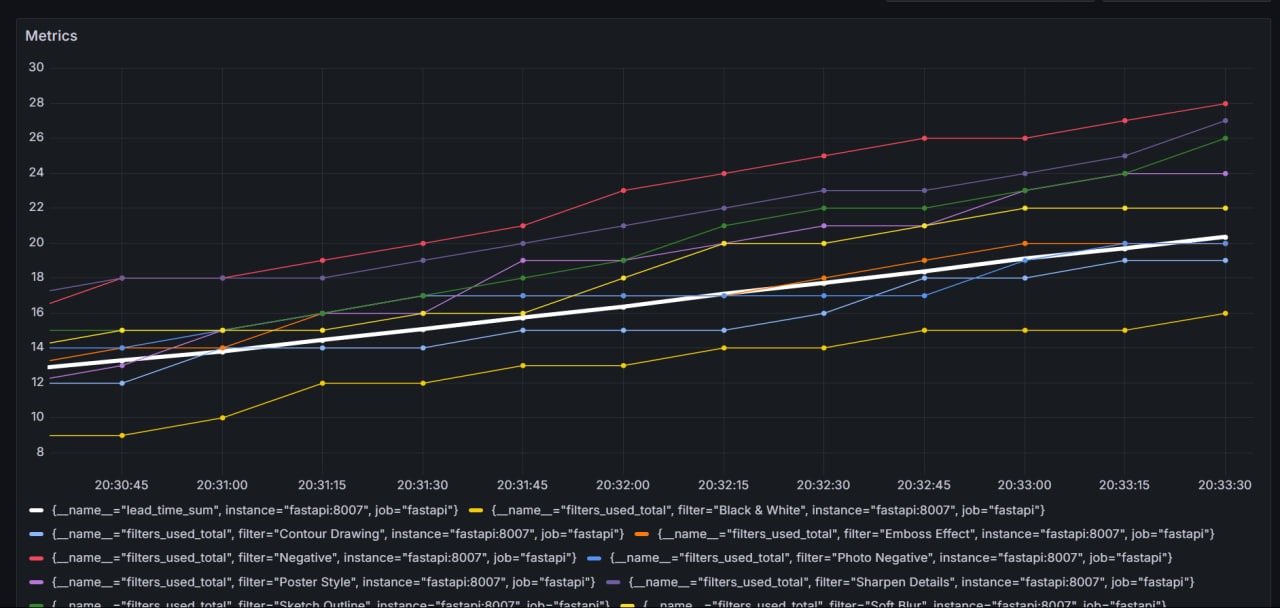 Metrics
30
28
26
24
22
20
18
16
14
12
10
8
20:30:45 20:31:00 20:31:15 20:31:30 20:31:45 20:32:00 20:32:15 20:32:30 20:32:45 20:33:00 20:33:15 20:33:30
{__name__="lead_time_sum", instance="fastapi:8007", job="fastapi"} {__name__="filters_used_total", filter="Black & White", instance="fastapi:8007", job="fastapi"}
{__name__="filters_used_total", filter="Contour Drawing", instance="fastapi:8007", job="fastapi"} {__name__="filters_used_total", filter="Emboss Effect", instance="fastapi:8007", job="fastapi"}
{__name__="filters_used_total", filter="Negative", instance="fastapi:8007", job="fastapi"} {__name__="filters_used_total", filter="Photo Negative", instance="fastapi:8007", job="fastapi"}
{__name__="filters_used_total", filter="Poster Style", instance="fastapi:8007", job="fastapi"} {__name__="filters_used_total", filter="Sharpen Details", instance="fastapi:8007", job="fastapi"}
{__name__="filters_used_total", filter="Sketch Outline", instance="fastapi:8007", job="fastapi"} {__name__="filters_used_total", filter="Soft Blur", instance="fastapi:8007", job="fastapi"}